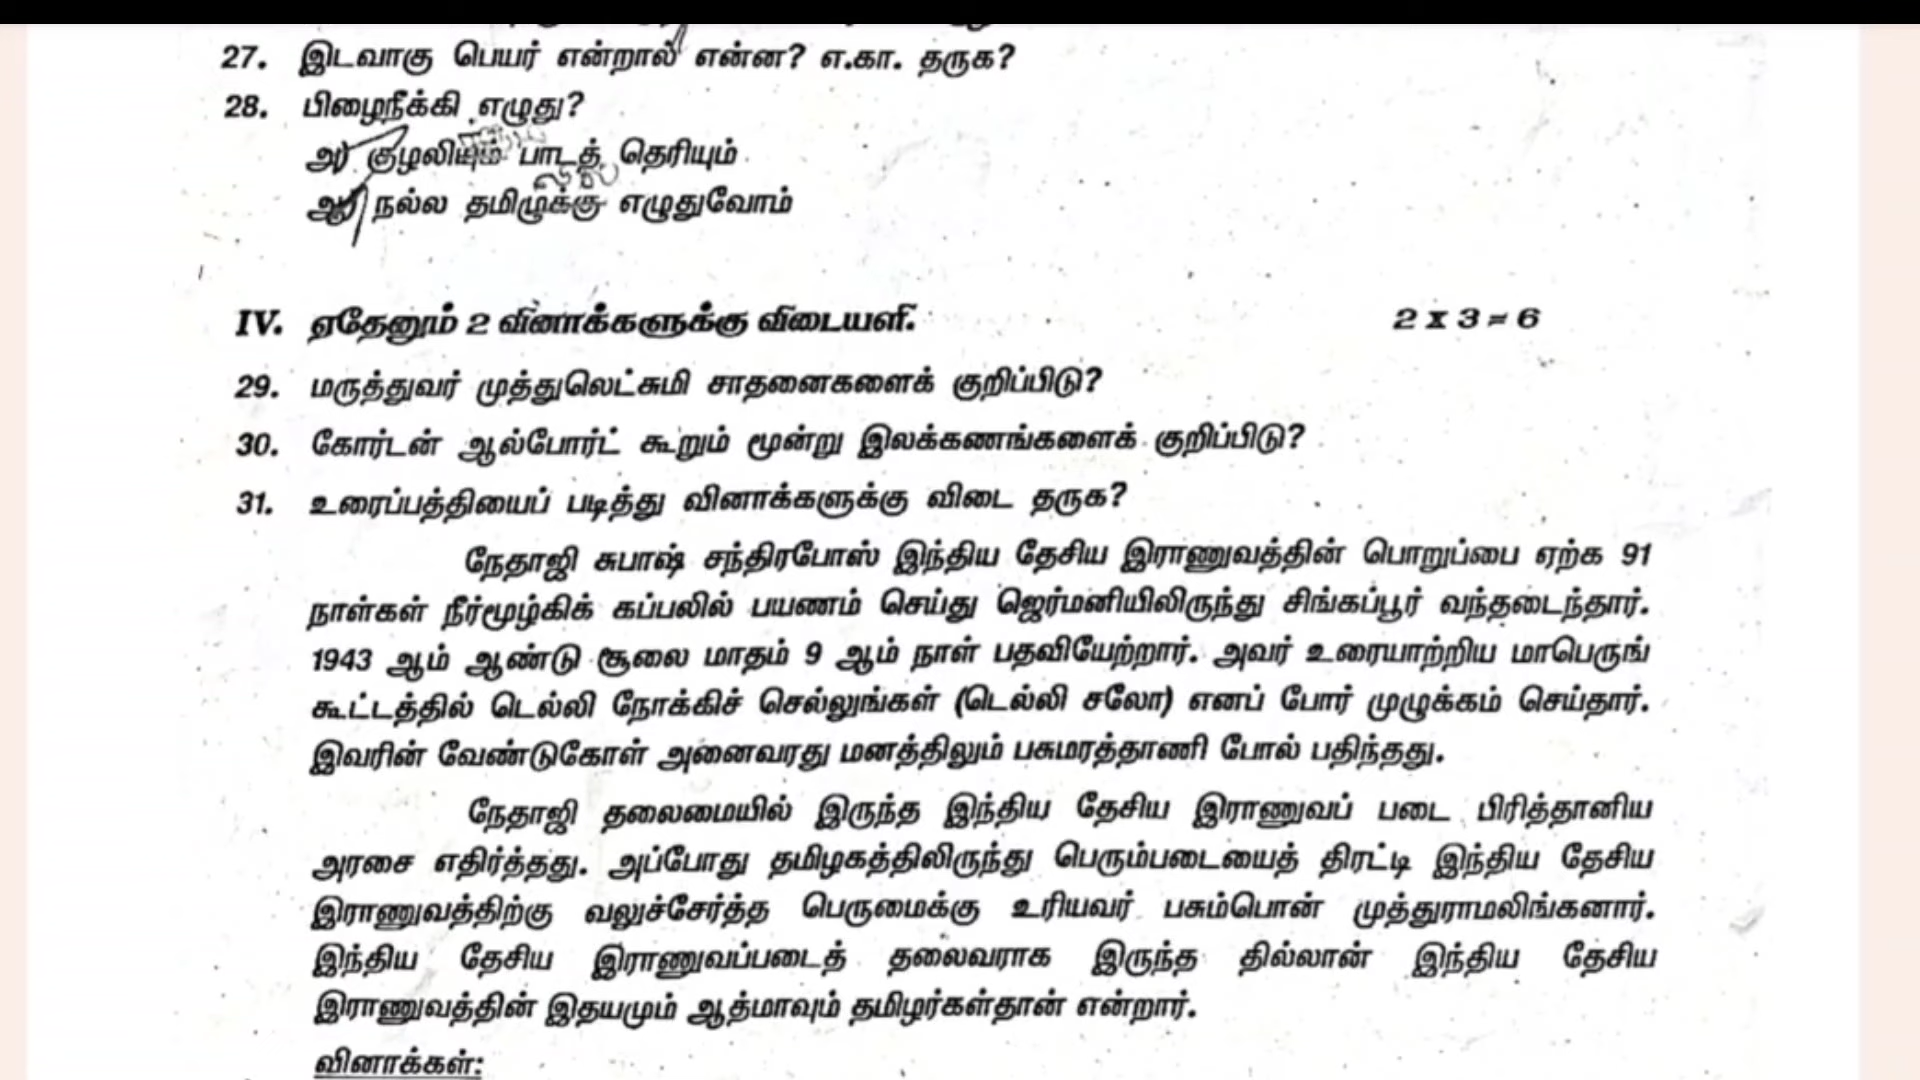 27. இடவாகு பெயர் என்றால் என்ன? எ.கா. தருக?
28. பிழைநீக்கி எழுது?
அ) குழலியும் பாடத் தெரியும்
ஆ) நல்ல தமிழுக்கு எழுதுவோம்
IV. ஏதேனும் 2 வினாக்களுக்கு விடையளி. 2 x 3 = 6
29. மருத்துவர் முத்துலெட்சுமி சாதனைகளைக் குறிப்பிடு?
30. கோர்டன் ஆல்போர்ட் கூறும் மூன்று இலக்கணங்களைக் குறிப்பிடு?
31. உரைப்பத்தியைப் படித்து வினாக்களுக்கு விடை தருக?
நேதாஜி சுபாஷ் சந்திரபோஸ் இந்திய தேசிய இராணுவத்தின் பொறுப்பை ஏற்க 91
நாள்கள் நீர்மூழ்கிக் கப்பலில் பயணம் செய்து ஜெர்மனியிலிருந்து சிங்கப்பூர் வந்தடைந்தார்.
1943 ஆம் ஆண்டு சூலை மாதம் 9 ஆம் நாள் பதவியேற்றார். அவர் உரையாற்றிய மாபெருங்
கூட்டத்தில் டெல்லி நோக்கிச் செல்லுங்கள் (டெல்லி சலோ) எனப் போர் முழுக்கம் செய்தார்.
இவரின் வேண்டுகோள் அனைவரது மனத்திலும் பசுமரத்தாணி போல் பதிந்தது.
நேதாஜி தலைமையில் இருந்த இந்திய தேசிய இராணுவப் படை பிரித்தானிய
அரசை எதிர்த்தது. அப்போது தமிழகத்திலிருந்து பெரும்படையைத் திரட்டி இந்திய தேசிய
இராணுவத்திற்கு வலுச்சேர்த்த பெருமைக்கு உரியவர் பசும்பொன் முத்துராமலிங்கனார்.
இந்திய தேசிய இராணுவப்படைத் தலைவராக இருந்த தில்லான் இந்திய தேசிய
இராணுவத்தின் இதயமும் ஆத்மாவும் தமிழர்கள்தான் என்றார்.
வினாக்கள்: